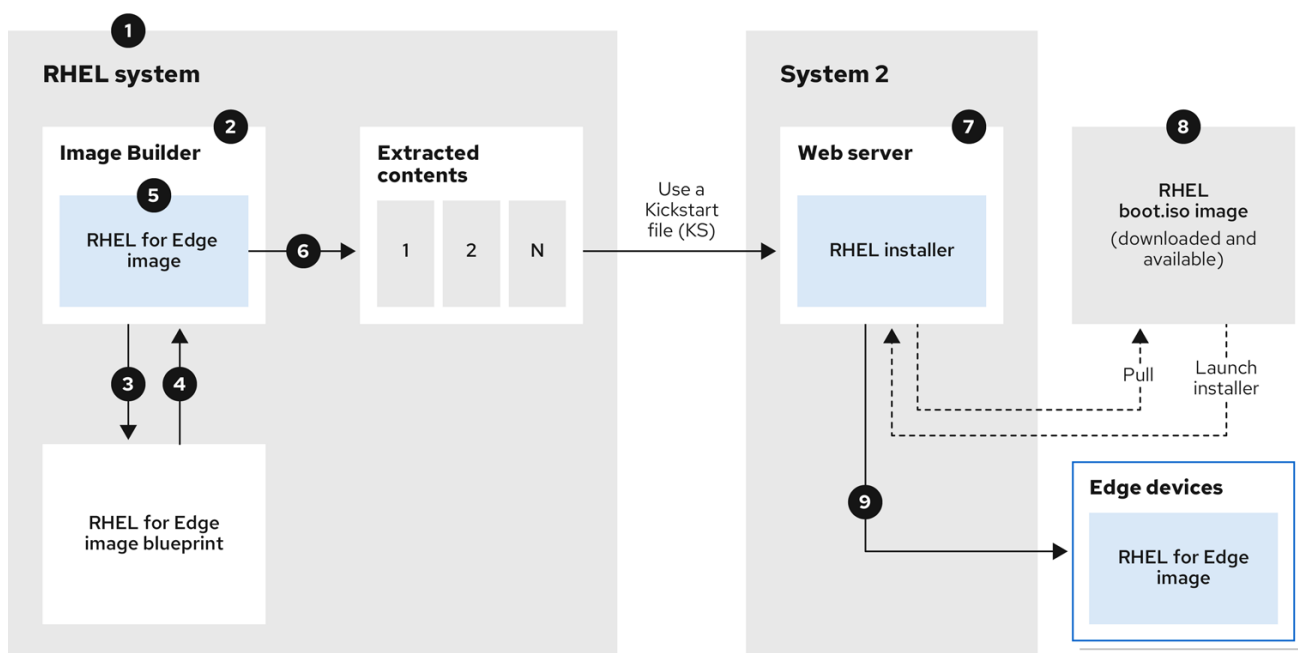 1
RHEL system
2
Image Builder
5
RHEL for Edge
image
6
Extracted
contents
1
2
N
3
4
RHEL for Edge
image blueprint
Use a
Kickstart
file (KS)
System 2
7
Web server
RHEL installer
8
RHEL
boot.iso image
(downloaded and
available)
Pull
Launch
installer
9
Edge devices
RHEL for Edge
image